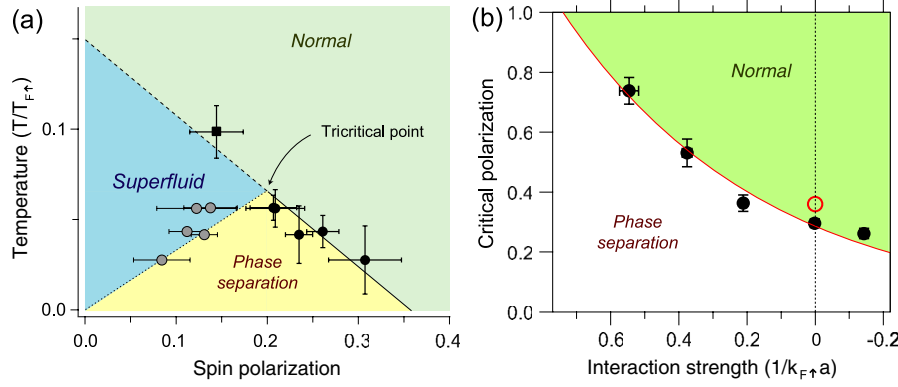 (a)
Normal
Tricritical point
Superfluid
Phase
separation
Temperature (T/T_F↑)
0.1
0.0
0.0
0.1
0.2
0.3
0.4
Spin polarization
(b)
Normal
Phase
separation
Critical polarization
1.0
0.8
0.6
0.4
0.2
0.0
0.6
0.4
0.2
0
-0.2
Interaction strength (1/k_F↑a)